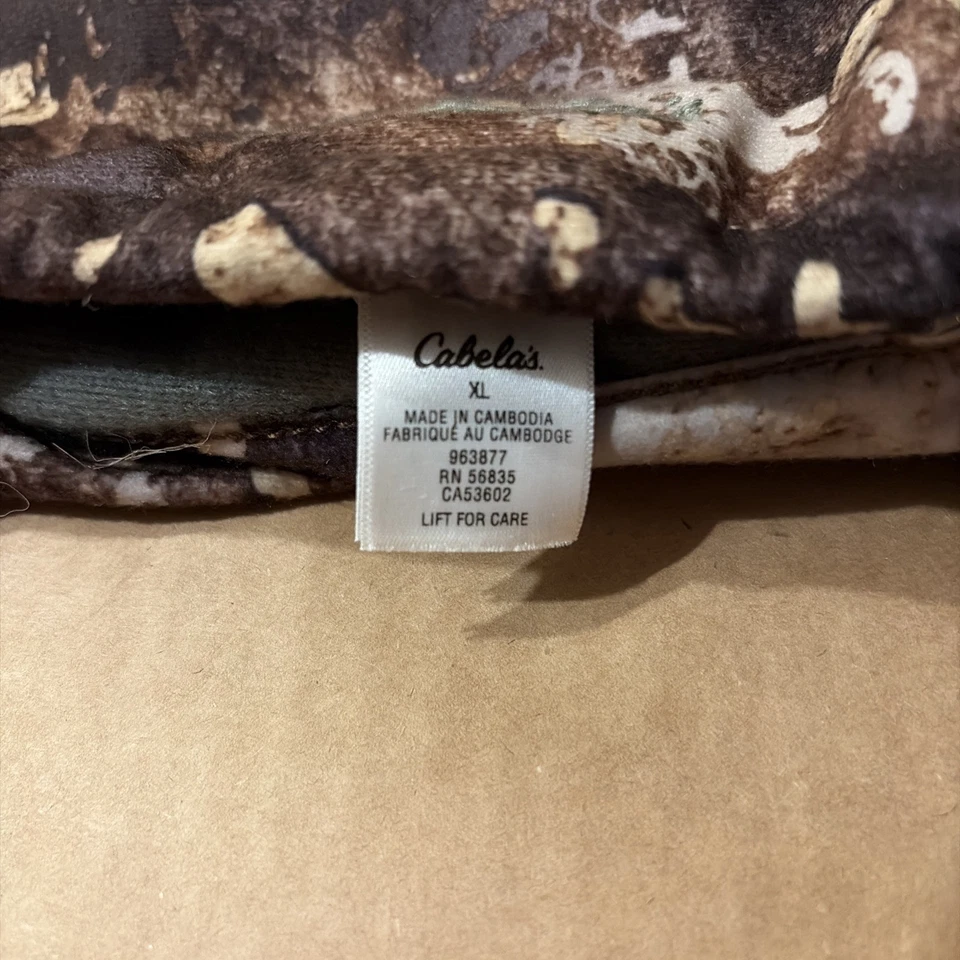 Cabela's.
XL
MADE IN CAMBODIA
FABRIQUÉ AU CAMBODGE
963877
RN 56835
CA53602
LIFT FOR CARE